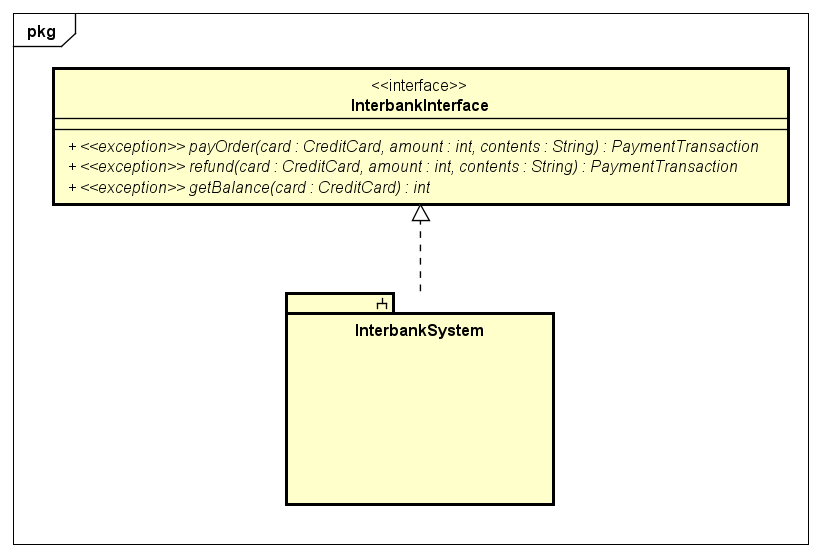 pkg
<<interface>>
InterbankInterface
+ <<exception>> payOrder(card : CreditCard, amount : int, contents : String) : PaymentTransaction
+ <<exception>> refund(card : CreditCard, amount : int, contents : String) : PaymentTransaction
+ <<exception>> getBalance(card : CreditCard) : int
InterbankSystem